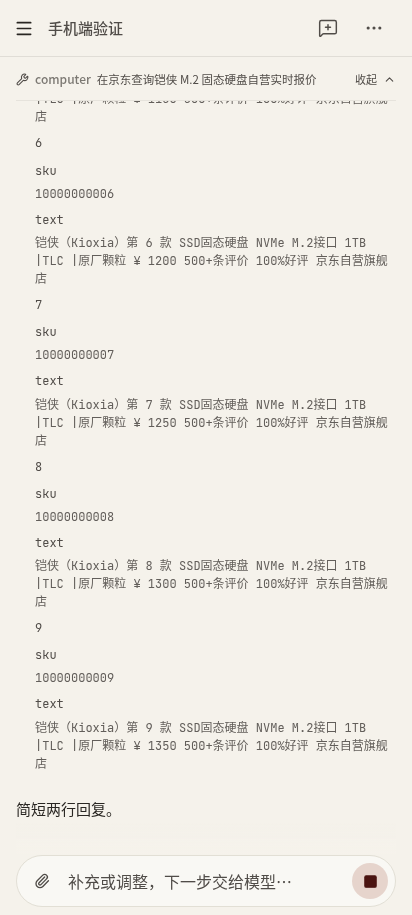 手机端验证
computer 在京东查询铠侠 M.2 固态硬盘自营实时报价
收起
店
6
sku
10000000006
text
铠侠（Kioxia）第 6 款 SSD固态硬盘 NVMe M.2接口 1TB
|TLC |原厂颗粒 ¥ 1200 500+条评价 100%好评 京东自营旗舰
店
7
sku
10000000007
text
铠侠（Kioxia）第 7 款 SSD固态硬盘 NVMe M.2接口 1TB
|TLC |原厂颗粒 ¥ 1250 500+条评价 100%好评 京东自营旗舰
店
8
sku
10000000008
text
铠侠（Kioxia）第 8 款 SSD固态硬盘 NVMe M.2接口 1TB
|TLC |原厂颗粒 ¥ 1300 500+条评价 100%好评 京东自营旗舰
店
9
sku
10000000009
text
铠侠（Kioxia）第 9 款 SSD固态硬盘 NVMe M.2接口 1TB
|TLC |原厂颗粒 ¥ 1350 500+条评价 100%好评 京东自营旗舰
店
简短两行回复。
补充或调整，下一步交给模型…